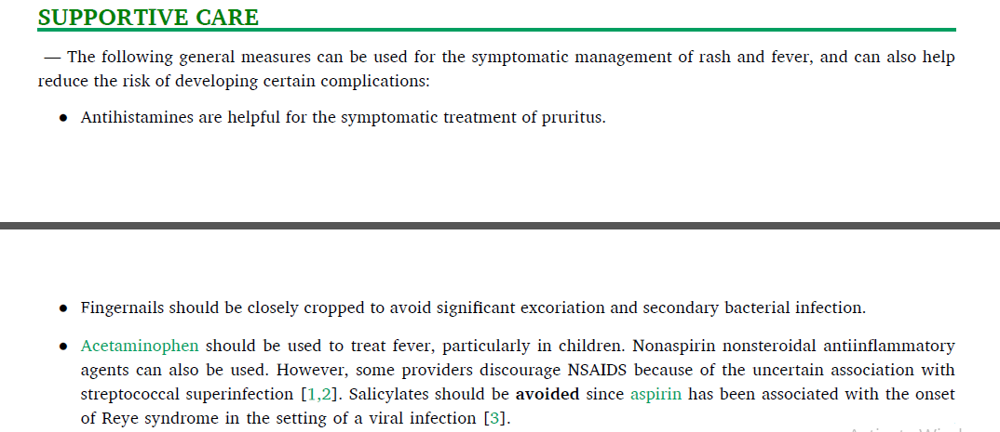 SUPPORTIVE CARE
— The following general measures can be used for the symptomatic management of rash and fever, and can also help
reduce the risk of developing certain complications:
● Antihistamines are helpful for the symptomatic treatment of pruritus.
● Fingernails should be closely cropped to avoid significant excoriation and secondary bacterial infection.
● Acetaminophen should be used to treat fever, particularly in children. Nonaspirin nonsteroidal antiinflammatory
agents can also be used. However, some providers discourage NSAIDS because of the uncertain association with
streptococcal superinfection [1,2]. Salicylates should be avoided since aspirin has been associated with the onset
of Reye syndrome in the setting of a viral infection [3].